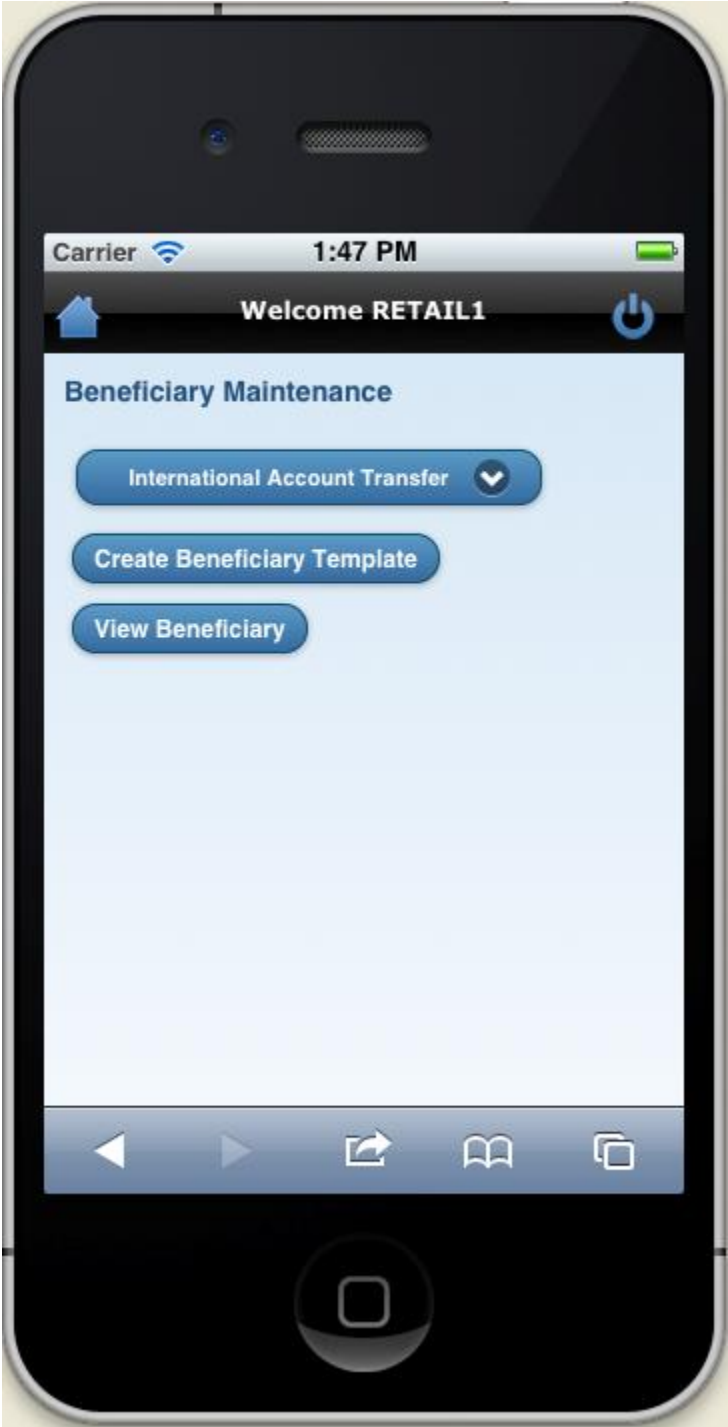 Carrier 1:47 PM
Welcome RETAIL1
Beneficiary Maintenance
International Account Transfer
Create Beneficiary Template
View Beneficiary